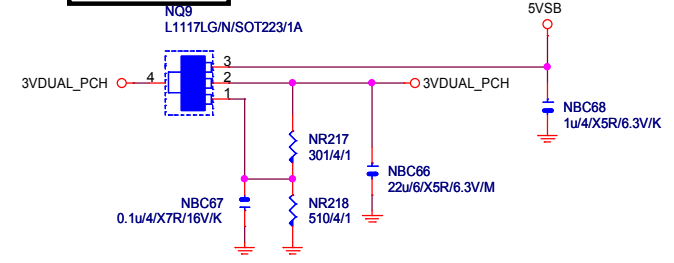 NQ9
L1117LG/N/SOT223/1A
5VSB
3VDUAL_PCH
4
3
2
1
3VDUAL_PCH
NBC68
1u/4/X5R/6.3V/K
NR217
301/4/1
NBC66
22u/6/X5R/6.3V/M
NBC67
0.1u/4/X7R/16V/K
NR218
510/4/1